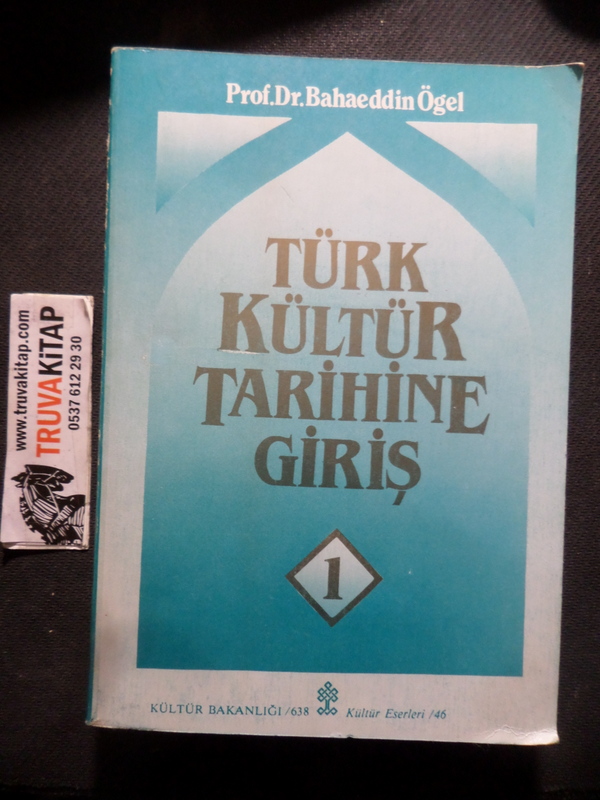 Prof.Dr.Bahaeddin Ögel
TÜRK
KÜLTÜR
TARİHİNE
GİRİŞ
1
KÜLTÜR BAKANLIĞI /638
Kültür Eserleri /46
www.truvakitap.com
TRUVAKİTAP
0537 612 29 30